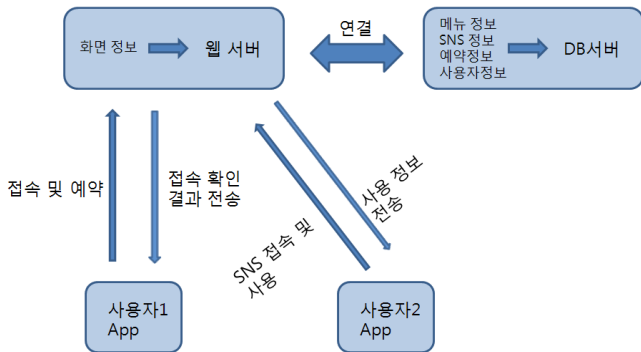 화면 정보
웹 서버
연결
메뉴 정보
SNS 정보
예약정보
사용자정보
DB서버
접속 및 예약
접속 확인
결과 전송
SNS 접속 및
사용
사용 정보
전송
사용자1
App
사용자2
App